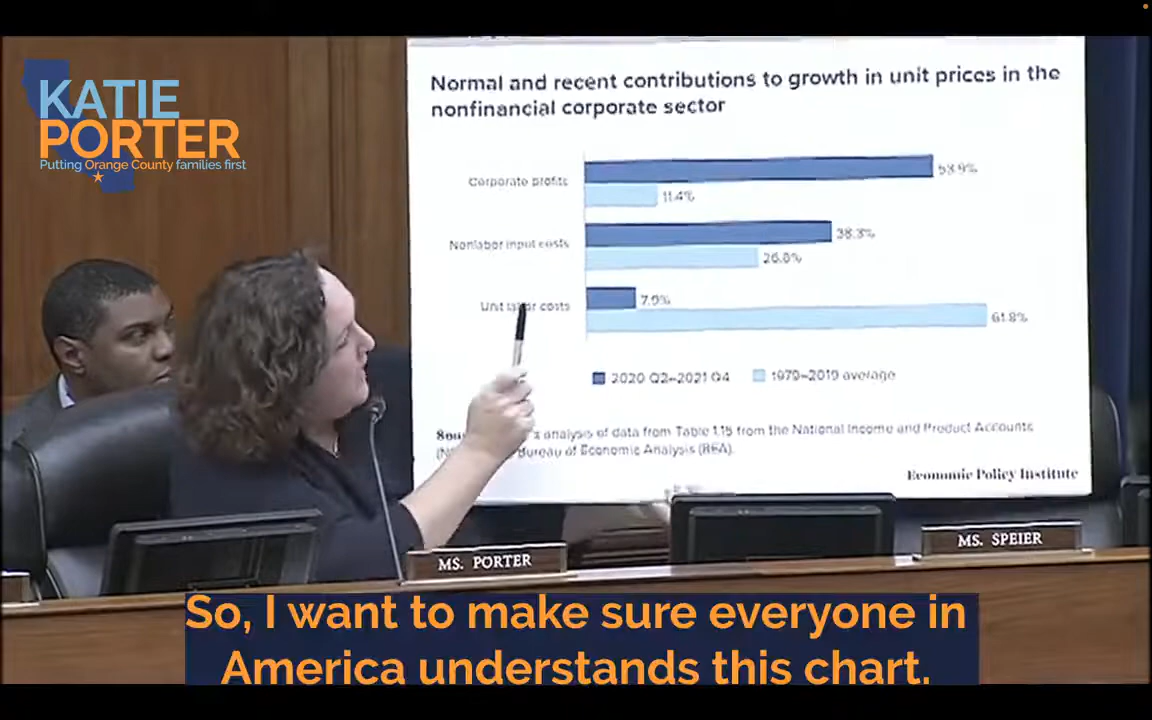 KATIE
PORTER
Putting Orange County families first
Normal and recent contributions to growth in unit prices in the
nonfinancial corporate sector
Corporate profits
53.9%
11.4%
Nonlabor input costs
38.3%
26.8%
Unit labor costs
7.9%
61.8%
2020 Q2–2021 Q4
1979–2019 average
analysis of data from Table 1.15 from the National Income and Product Accounts
Bureau of Economic Analysis (BEA).
Economic Policy Institute
MS. PORTER
MS. SPEIER
So, I want to make sure everyone in
America understands this chart.